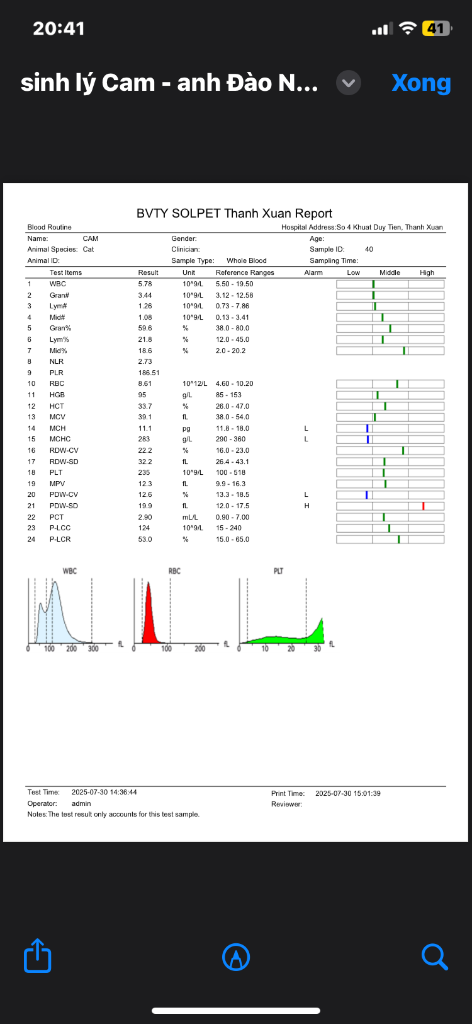 20:41
41
sinh lý Cam - anh Đào N...
Xong
BVTY SOLPET Thanh Xuan Report
Blood Routine Hospital Address:So 4 Khuat Duy Tien, Thanh Xuan
Name: CAM Gender: Age:
Animal Species: Cat Clinician: Sample ID: 40
Animal ID: Sample Type: Whole Blood Sampling Time:
Test Items Result Unit Reference Ranges Alarm Low Middle High
1 WBC 5.78 10^9/L 5.50 - 19.50
2 Gran# 3.44 10^9/L 3.12 - 12.58
3 Lym# 1.26 10^9/L 0.73 - 7.86
4 Mid# 1.08 10^9/L 0.13 - 3.41
5 Gran% 59.6 % 38.0 - 80.0
6 Lym% 21.8 % 12.0 - 45.0
7 Mid% 18.6 % 2.0 - 20.2
8 NLR 2.73
9 PLR 186.51
10 RBC 8.61 10^12/L 4.60 - 10.20
11 HGB 95 g/L 85 - 153
12 HCT 33.7 % 26.0 - 47.0
13 MCV 39.1 fL 38.0 - 54.0
14 MCH 11.1 pg 11.8 - 18.0 L
15 MCHC 283 g/L 290 - 360 L
16 RDW-CV 22.2 % 16.0 - 23.0
17 RDW-SD 32.2 fL 26.4 - 43.1
18 PLT 235 10^9/L 100 - 518
19 MPV 12.3 fL 9.9 - 16.3
20 PDW-CV 12.6 % 13.3 - 18.5 L
21 PDW-SD 19.9 fL 12.0 - 17.5 H
22 PCT 2.90 mL/L 0.90 - 7.00
23 P-LCC 124 10^9/L 15 - 240
24 P-LCR 53.0 % 15.0 - 65.0
WBC RBC PLT
0 100 200 300 fL 0 100 200 fL 0 10 20 30 fL
Test Time: 2025-07-30 14:36:44 Print Time: 2025-07-30 15:01:39
Operator: admin Reviewer:
Notes:The test result only accounts for this test sample.